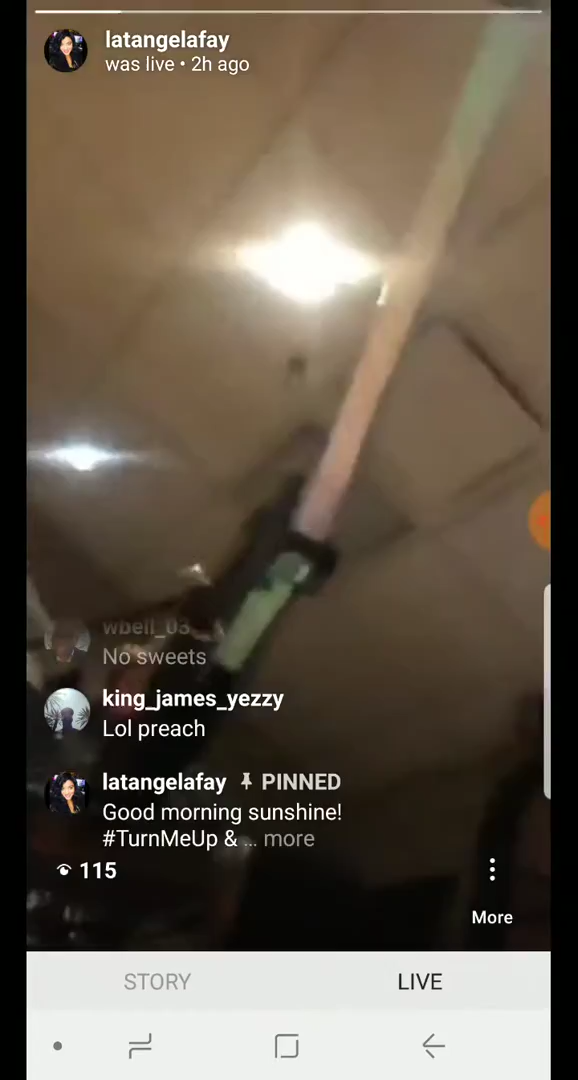 latangelafay
was live • 2h ago
wbell_03
No sweets
king_james_yezzy
Lol preach
latangelafay PINNED
Good morning sunshine!
#TurnMeUp & ... more
115
More
STORY LIVE